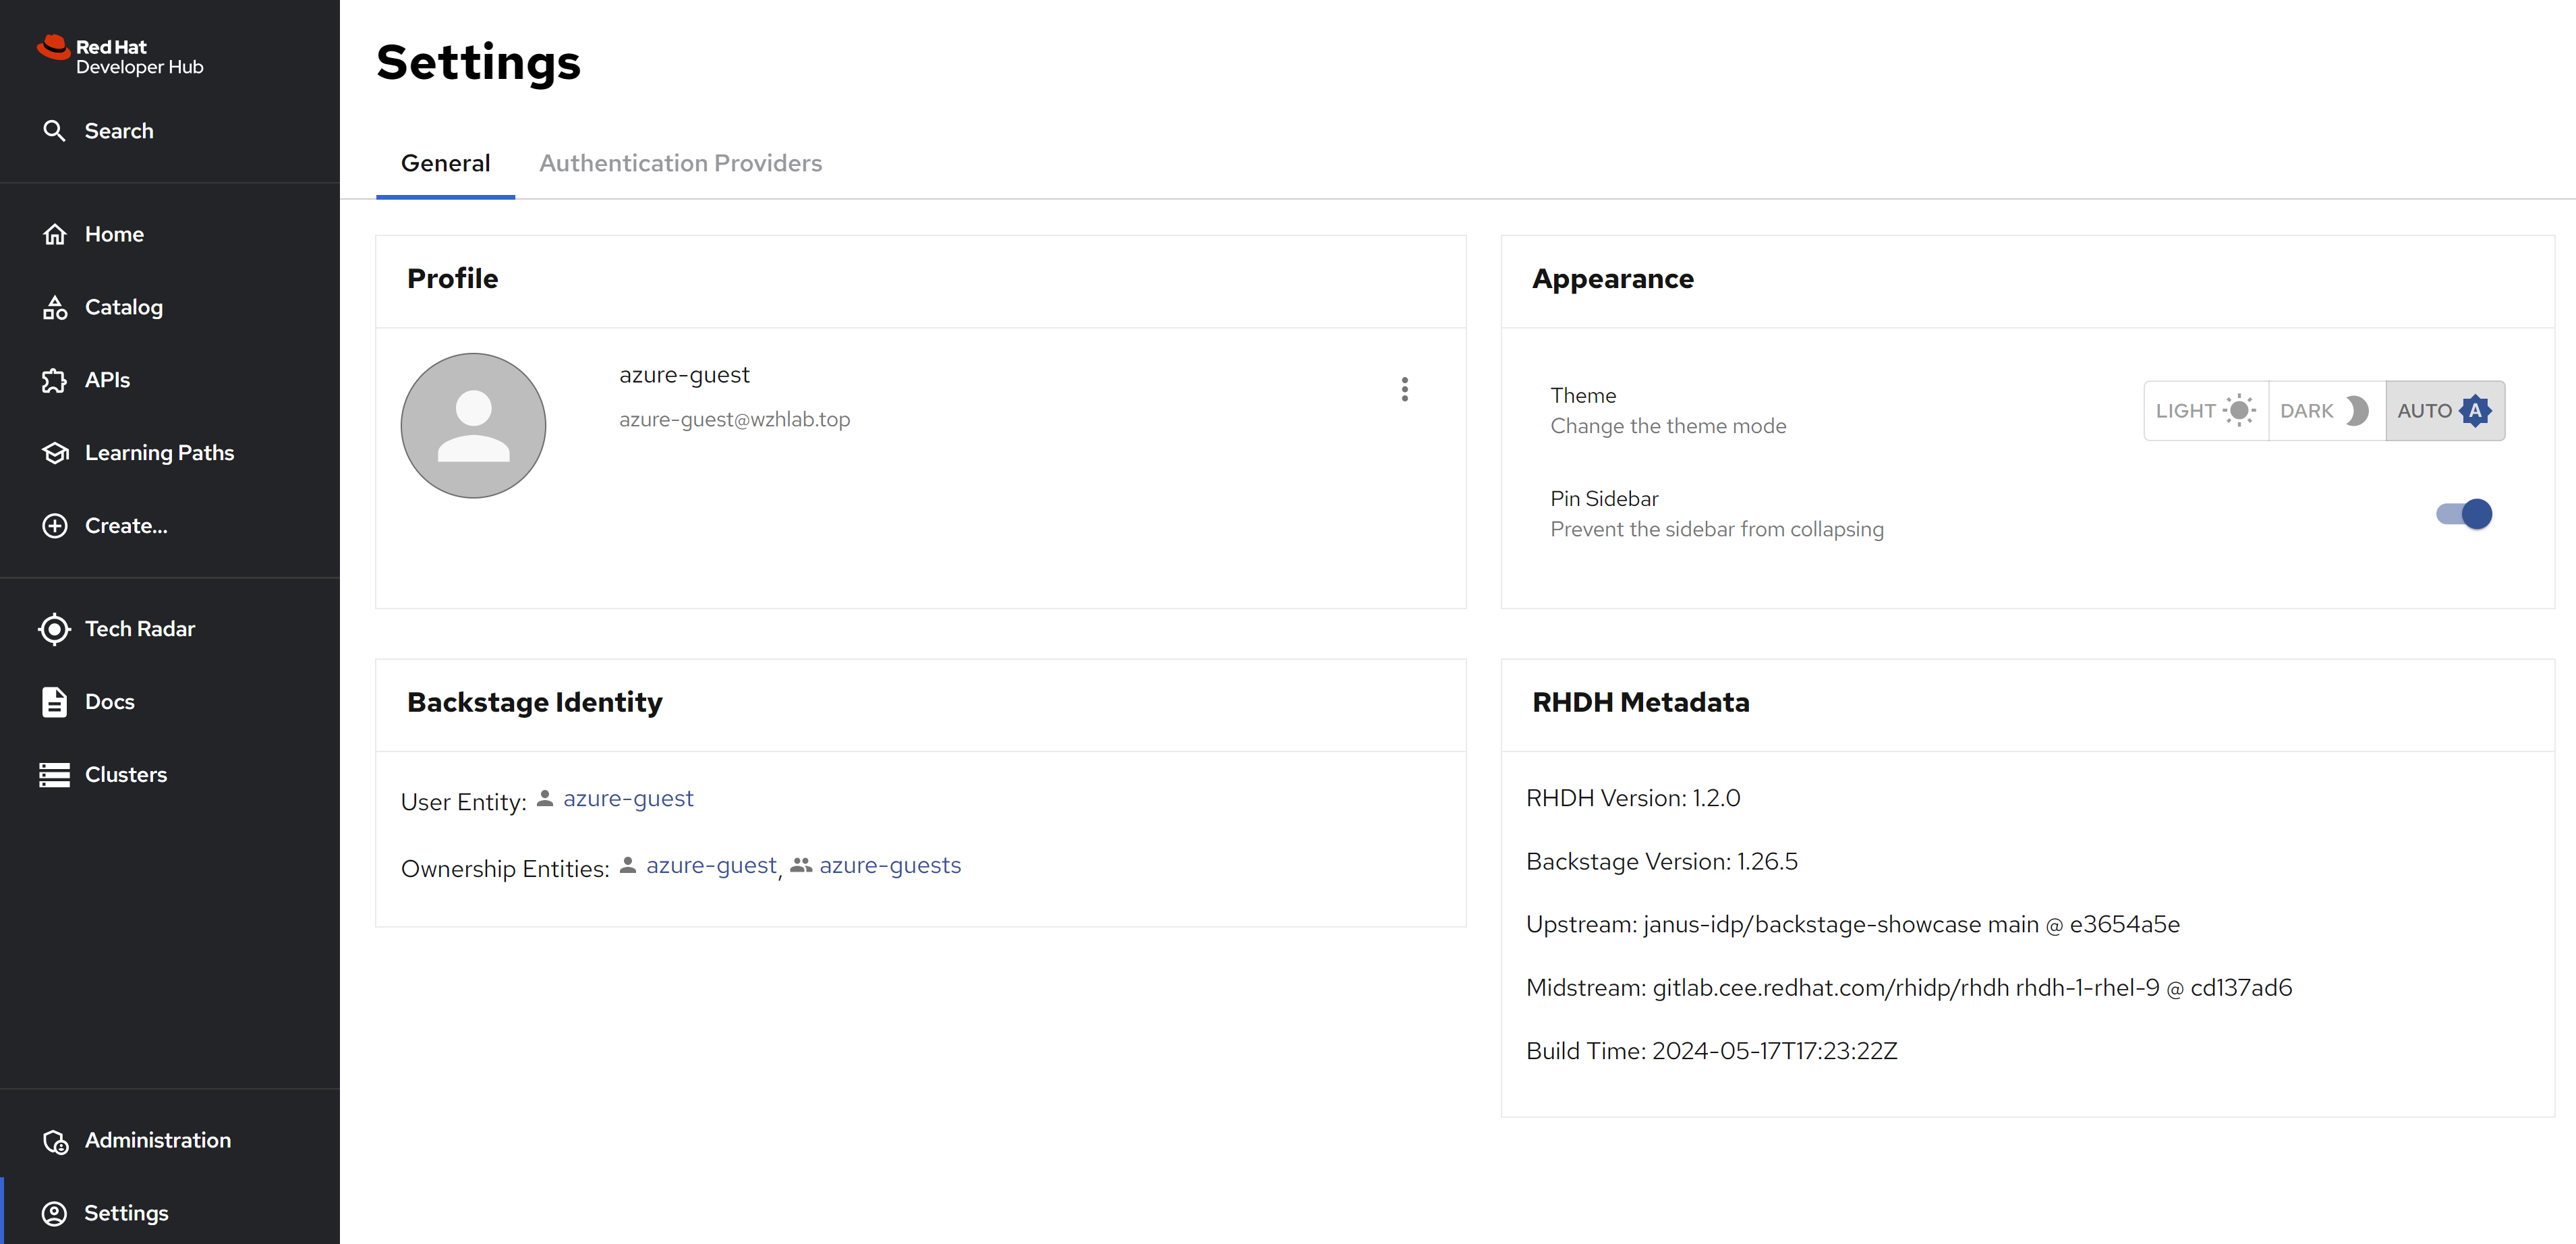 Red Hat
Developer Hub
Search
Home
Catalog
APIs
Learning Paths
Create...
Tech Radar
Docs
Clusters
Administration
Settings
Settings
General
Authentication Providers
Profile
azure-guest
azure-guest@wzhlab.top
Appearance
Theme
Change the theme mode
LIGHT
DARK
AUTO A
Pin Sidebar
Prevent the sidebar from collapsing
Backstage Identity
User Entity: azure-guest
Ownership Entities: azure-guest, azure-guests
RHDH Metadata
RHDH Version: 1.2.0
Backstage Version: 1.26.5
Upstream: janus-idp/backstage-showcase main @ e3654a5e
Midstream: gitlab.cee.redhat.com/rhidp/rhdh rhdh-1-rhel-9 @ cd137ad6
Build Time: 2024-05-17T17:23:22Z